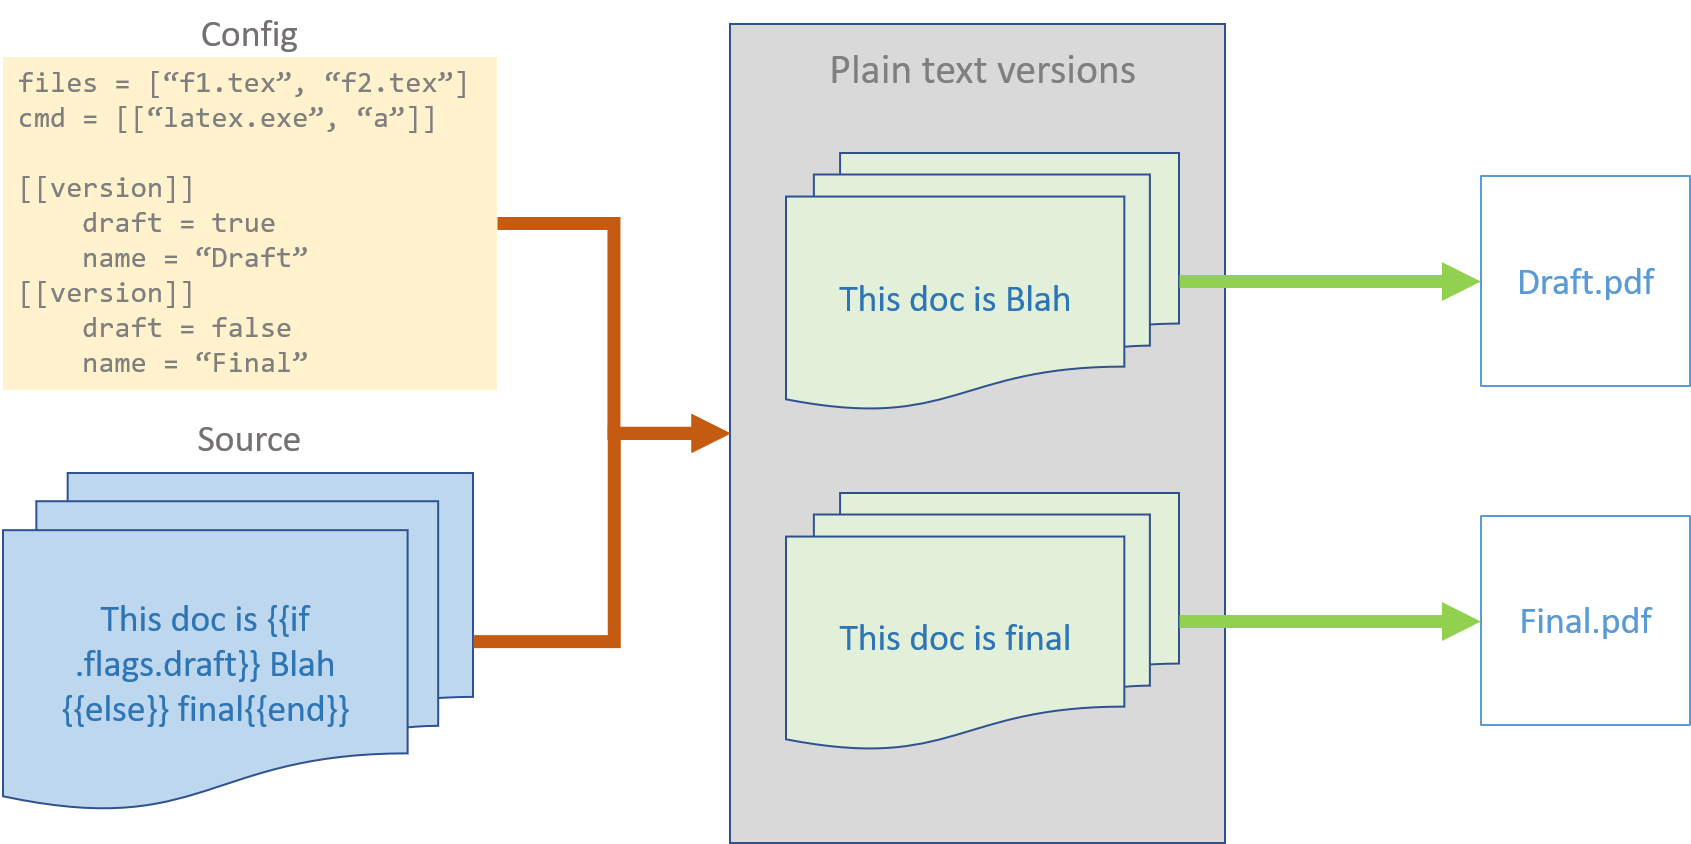 Config
files = [“f1.tex”, “f2.tex”]
cmd = [[“latex.exe”, “a”]]
[[version]]
    draft = true
    name = “Draft”
[[version]]
    draft = false
    name = “Final”
Source
This doc is {{if
.flags.draft}} Blah
{{else}} final{{end}}
Plain text versions
This doc is Blah
This doc is final
Draft.pdf
Final.pdf